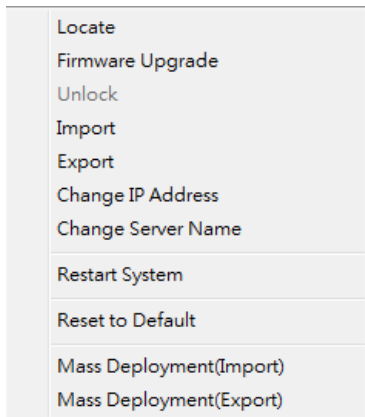 Locate
Firmware Upgrade
Unlock
Import
Export
Change IP Address
Change Server Name
Restart System
Reset to Default
Mass Deployment(Import)
Mass Deployment(Export)